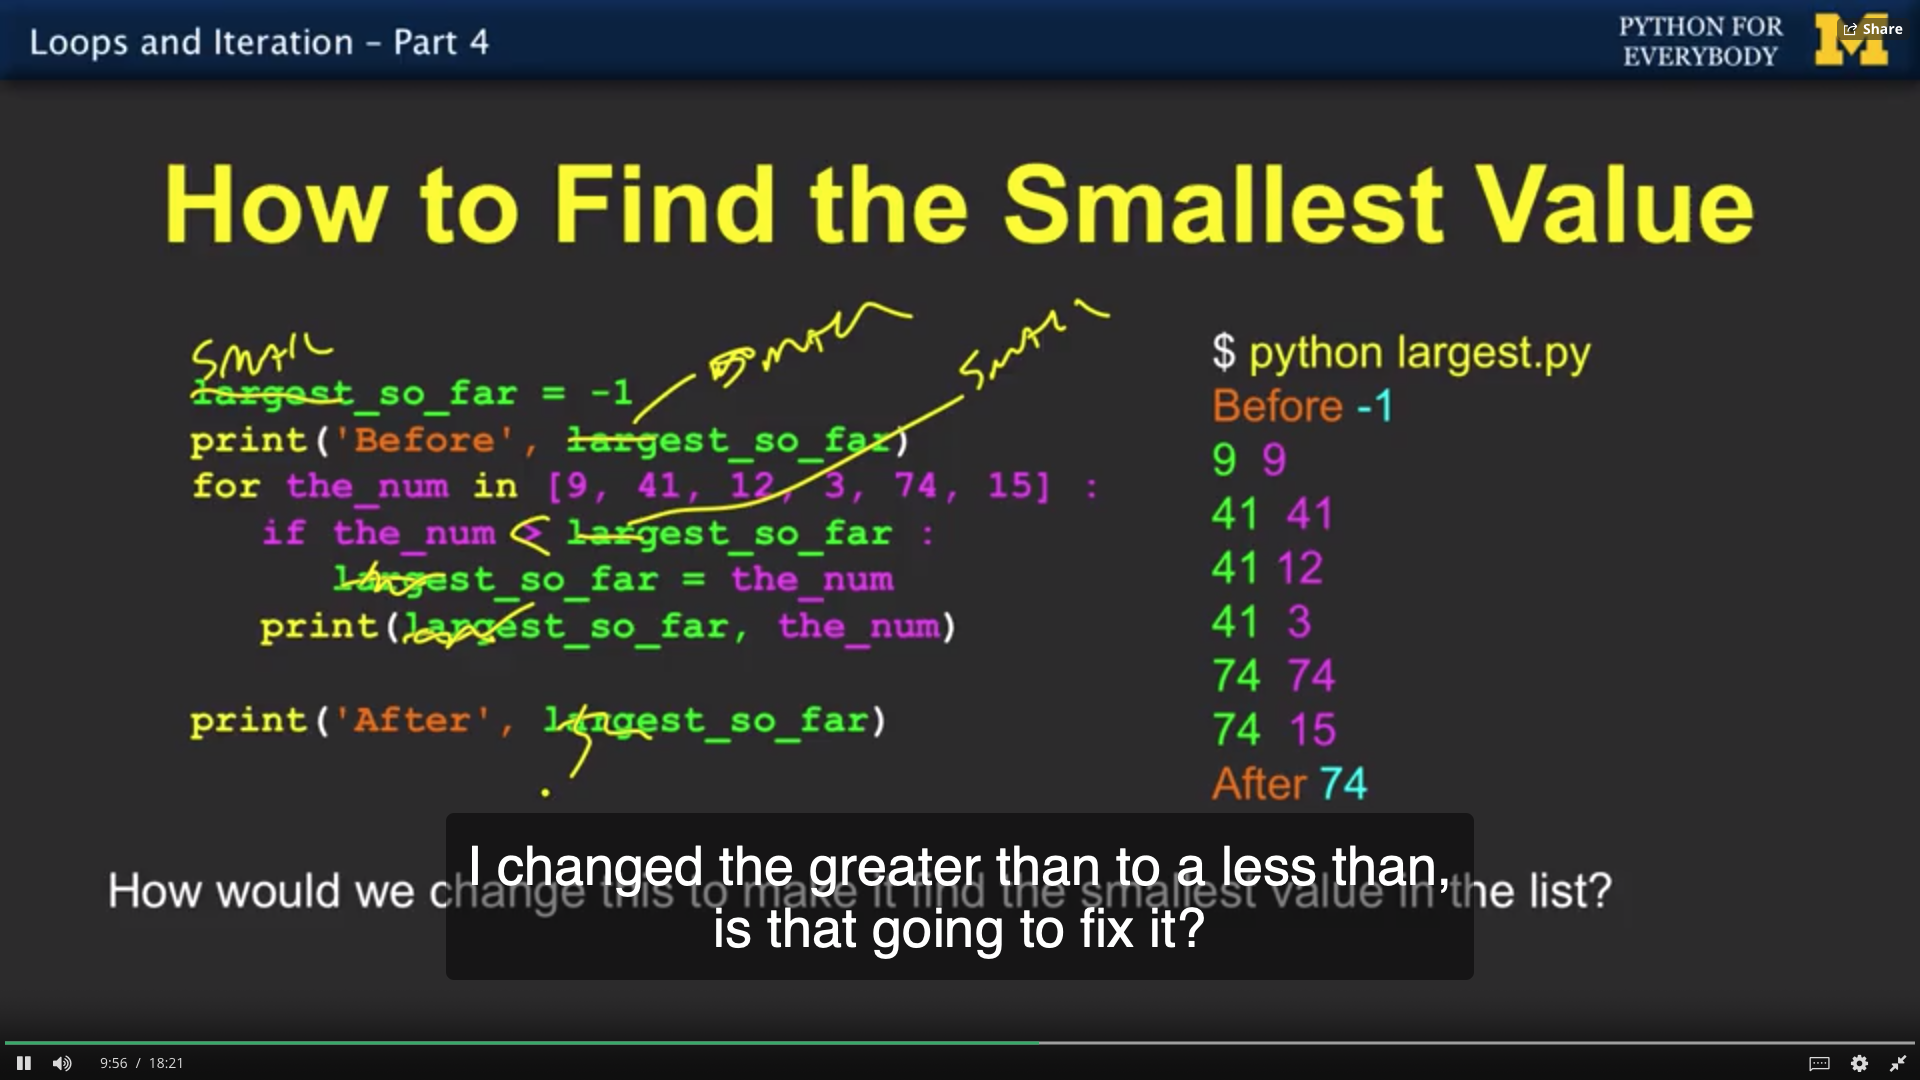 Loops and Iteration – Part 4
PYTHON FOR
EVERYBODY
Share
How to Find the Smallest Value
small
small
small
largest_so_far = -1
print('Before', largest_so_far)
for the_num in [9, 41, 12, 3, 74, 15] :
if the_num < > largest_so_far :
largest_so_far = the_num
print(largest_so_far, the_num)
print('After', largest_so_far)
$ python largest.py
Before -1
9 9
41 41
41 12
41 3
74 74
74 15
After 74
How would we change this to make it find the smallest value in the list?
I changed the greater than to a less than,
is that going to fix it?
9:56 / 18:21